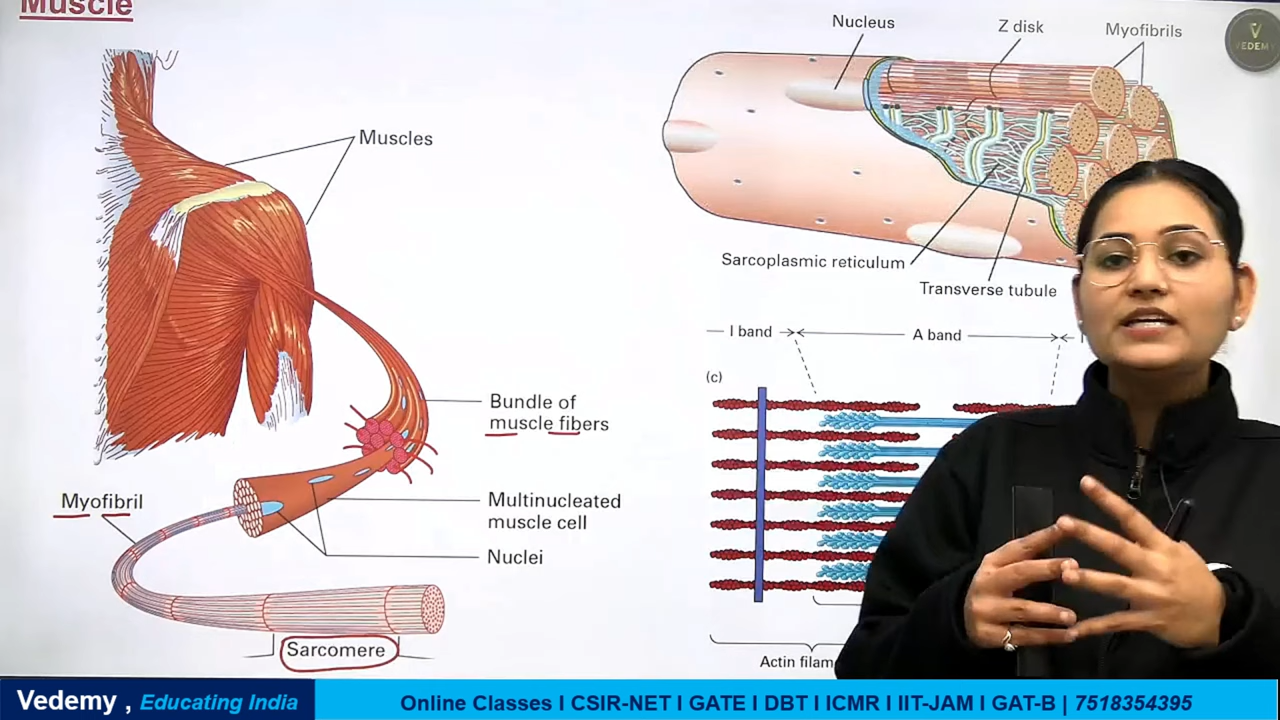 Muscle
Nucleus
Z disk
Myofibrils
VEDEMY
Muscles
Sarcoplasmic reticulum
Transverse tubule
I band
A band
(c)
Bundle of
muscle fibers
Myofibril
Multinucleated
muscle cell
Nuclei
Sarcomere
Vedemy , Educating India
Online Classes I CSIR-NET I GATE I DBT I ICMR I IIT-JAM I GAT-B | 7518354395